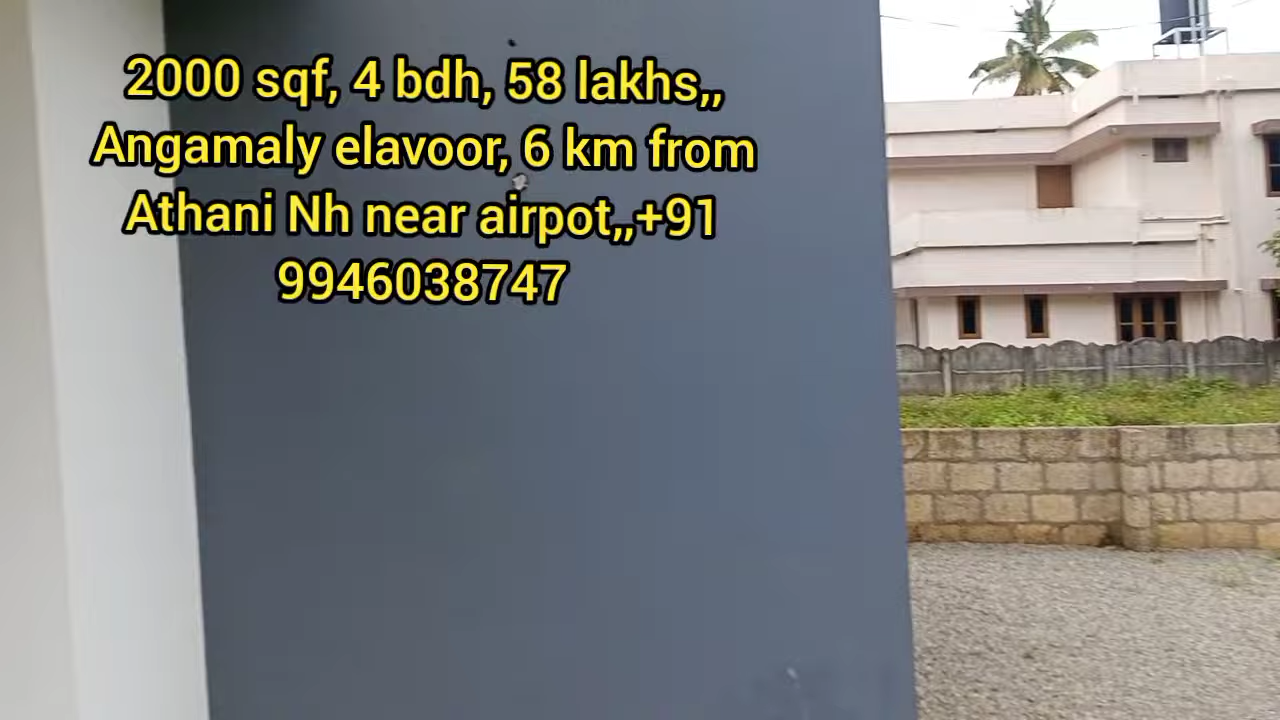 2000 sqf, 4 bdh, 58 lakhs,,
Angamaly elavoor, 6 km from
Athani Nh near airpot,,+91
9946038747